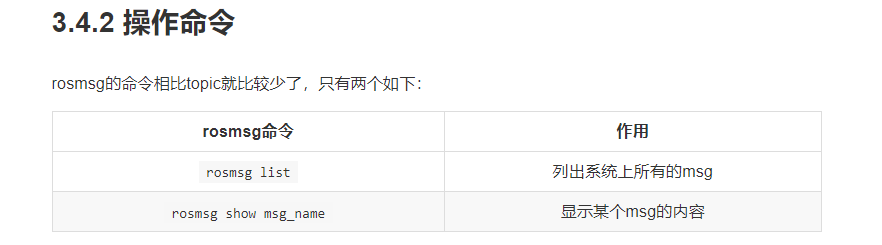 3.4.2 操作命令
rosmsg的命令相比topic就比较少了，只有两个如下：
rosmsg命令 作用
rosmsg list 列出系统上所有的msg
rosmsg show msg_name 显示某个msg的内容